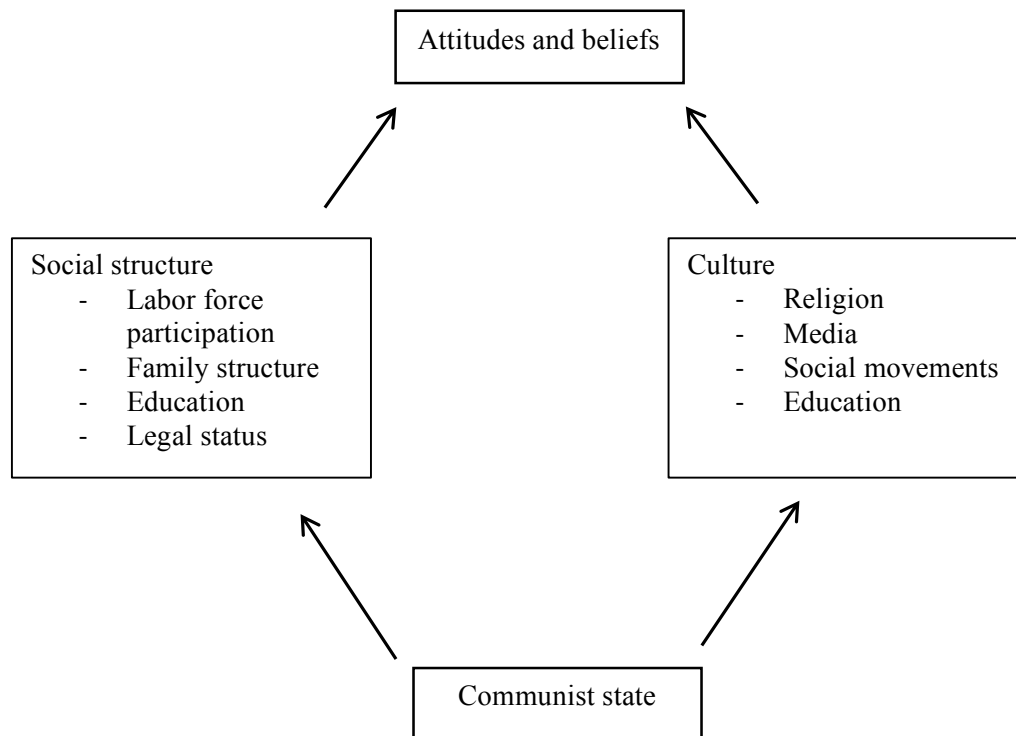 Attitudes and beliefs
Social structure
- Labor force
participation
- Family structure
- Education
- Legal status
Culture
- Religion
- Media
- Social movements
- Education
Communist state